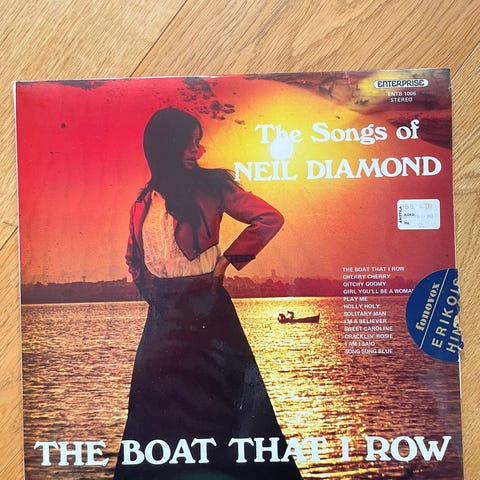 ENTERPRISE
ENTB 1006
STEREO
The Songs of
NEIL DIAMOND
ANTTILA
THE BOAT THAT I ROW
CHERRY CHERRY
GITCHY GOOMY
GIRL YOU'LL BE A WOMAN
PLAY ME
HOLLY HOLY
SOLITARY MAN
I'M A BELIEVER
SWEET CAROLINE
CRACKLIN' ROSIE
I AM I SAID
SONG SUNG BLUE
fonovox
ERIKOIS
HIN
THE BOAT THAT I ROW